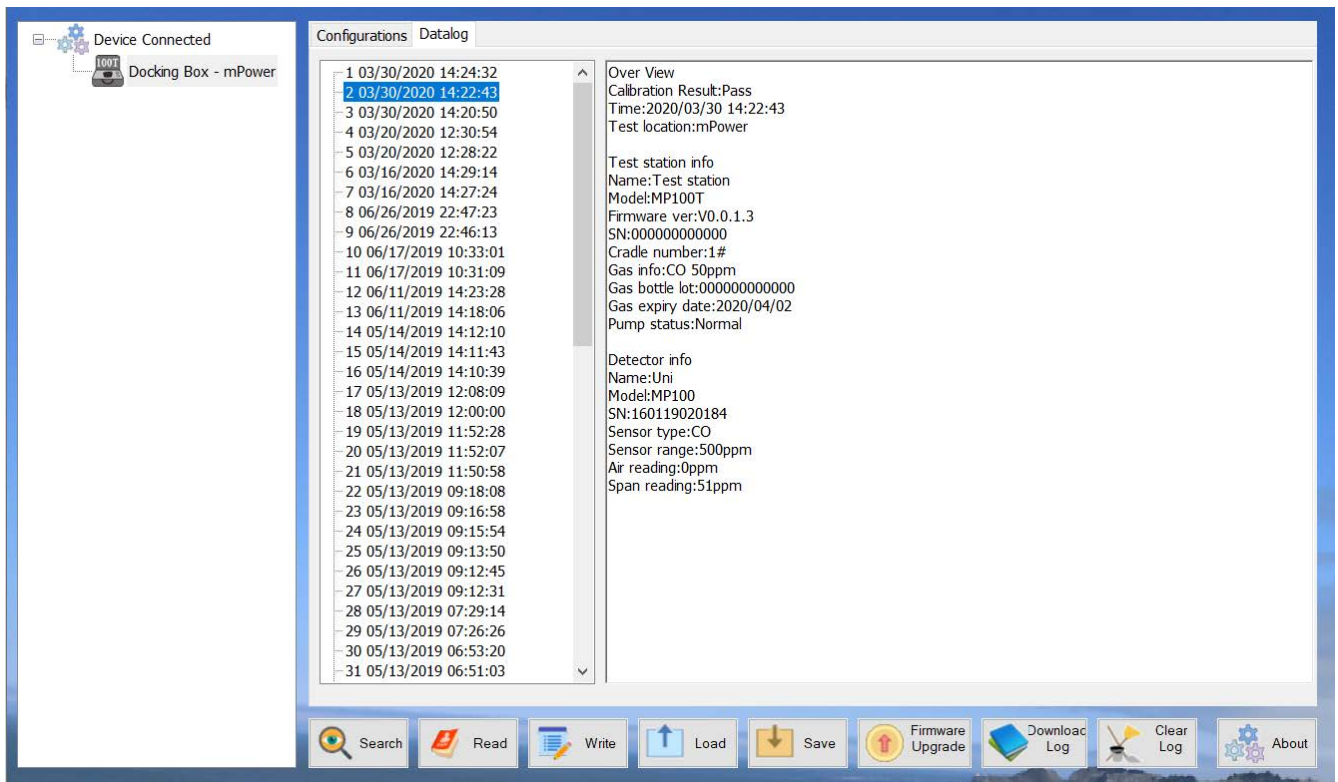 Device Connected
100T
Docking Box - mPower
Configurations
Datalog
1 03/30/2020 14:24:32
2 03/30/2020 14:22:43
3 03/30/2020 14:20:50
4 03/20/2020 12:30:54
5 03/20/2020 12:28:22
6 03/16/2020 14:29:14
7 03/16/2020 14:27:24
8 06/26/2019 22:47:23
9 06/26/2019 22:46:13
10 06/17/2019 10:33:01
11 06/17/2019 10:31:09
12 06/11/2019 14:23:28
13 06/11/2019 14:18:06
14 05/14/2019 14:12:10
15 05/14/2019 14:11:43
16 05/14/2019 14:10:39
17 05/13/2019 12:08:09
18 05/13/2019 12:00:00
19 05/13/2019 11:52:28
20 05/13/2019 11:52:07
21 05/13/2019 11:50:58
22 05/13/2019 09:18:08
23 05/13/2019 09:16:58
24 05/13/2019 09:15:54
25 05/13/2019 09:13:50
26 05/13/2019 09:12:45
27 05/13/2019 09:12:31
28 05/13/2019 07:29:14
29 05/13/2019 07:26:26
30 05/13/2019 06:53:20
31 05/13/2019 06:51:03
Over View
Calibration Result:Pass
Time:2020/03/30 14:22:43
Test location:mPower
Test station info
Name:Test station
Model:MP100T
Firmware ver:V0.0.1.3
SN:000000000000
Cradle number:1#
Gas info:CO 50ppm
Gas bottle lot:000000000000
Gas expiry date:2020/04/02
Pump status:Normal
Detector info
Name:Uni
Model:MP100
SN:160119020184
Sensor type:CO
Sensor range:500ppm
Air reading:0ppm
Span reading:51ppm
Search
Read
Write
Load
Save
Firmware
Upgrade
Downloac
Log
Clear
Log
About